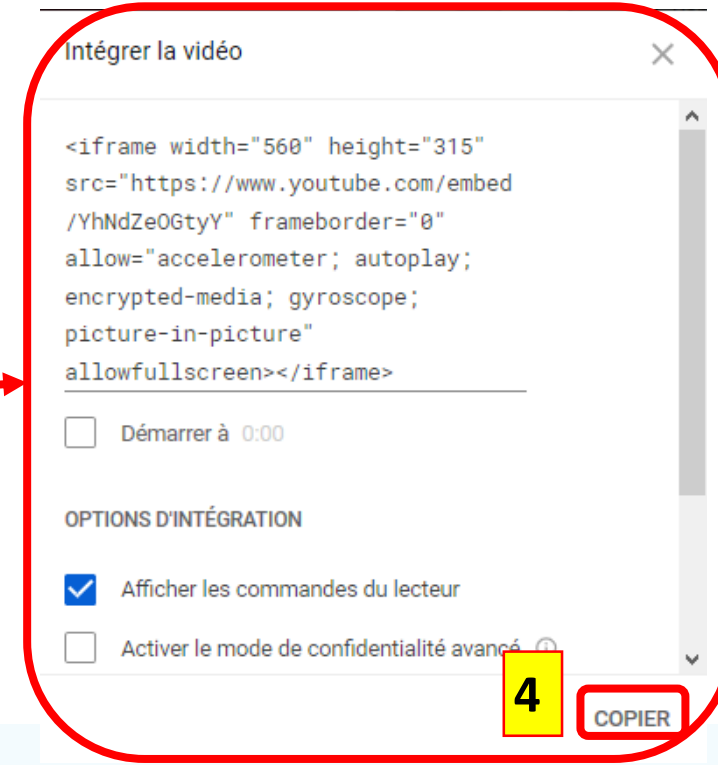 Intégrer la vidéo
<iframe width="560" height="315"
src="https://www.youtube.com/embed
/YhNdZeOGtyY" frameborder="0"
allow="accelerometer; autoplay;
encrypted-media; gyroscope;
picture-in-picture"
allowfullscreen></iframe>
Démarrer à 0:00
OPTIONS D'INTÉGRATION
Afficher les commandes du lecteur
Activer le mode de confidentialité avancé
4
COPIER